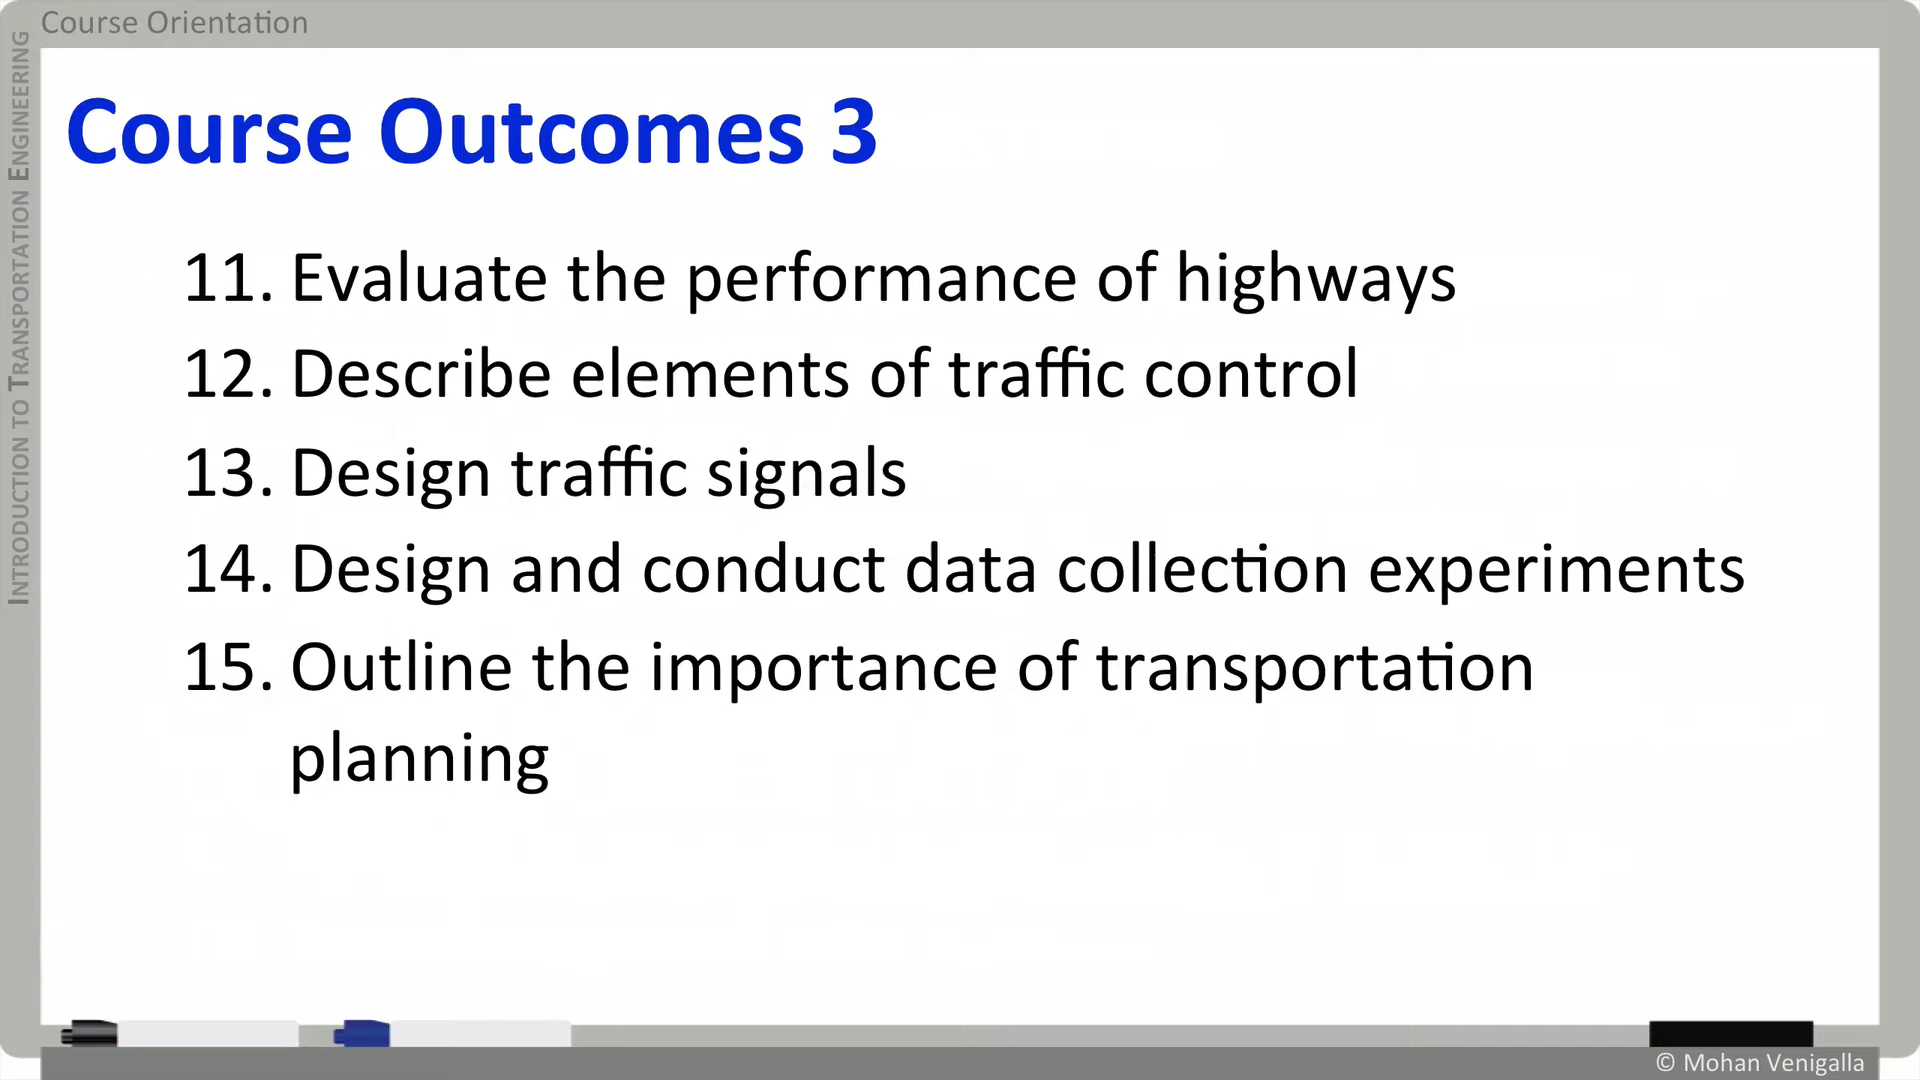 Course Orientation
INTRODUCTION TO TRANSPORTATION ENGINEERING
Course Outcomes 3
11. Evaluate the performance of highways
12. Describe elements of traffic control
13. Design traffic signals
14. Design and conduct data collection experiments
15. Outline the importance of transportation
planning
© Mohan Venigalla